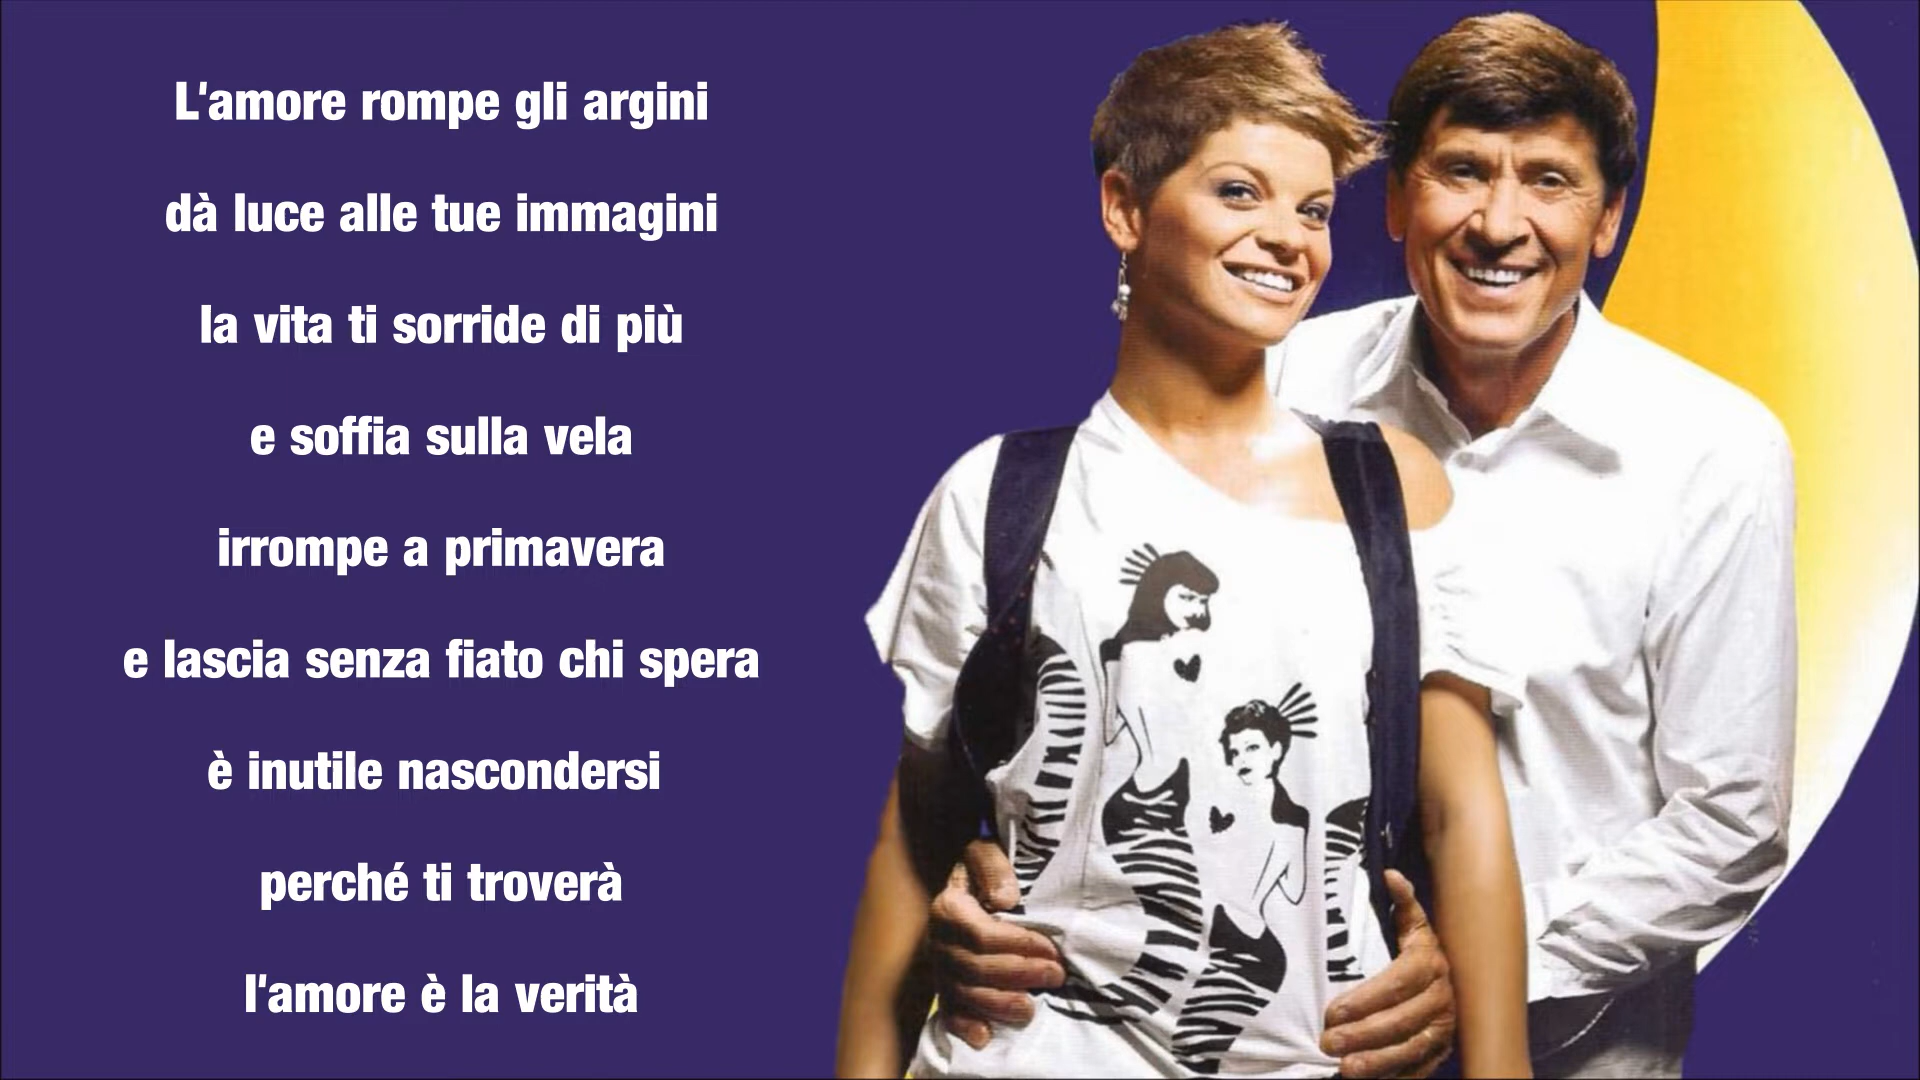 L'amore rompe gli argini
dà luce alle tue immagini
la vita ti sorride di più
e soffia sulla vela
irrompe a primavera
e lascia senza fiato chi spera
è inutile nascondersi
perché ti troverà
l'amore è la verità